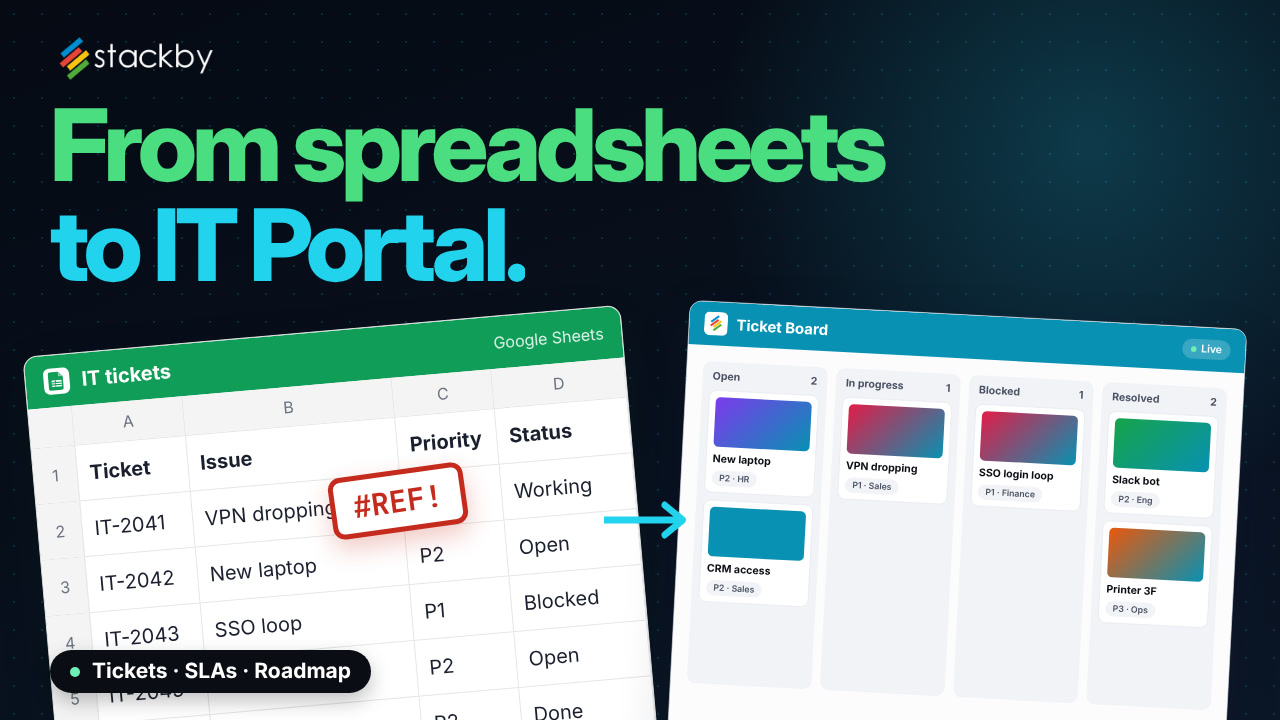 stackby
From spreadsheets
to IT Portal.
IT tickets
Google Sheets
A B C D
1 Ticket Issue Priority Status
2 IT-2041 VPN dropping Working
#REF!
3 IT-2042 New laptop P2 Open
4 IT-2043 SSO loop P1 Blocked
5 P2 Open
Done
Tickets · SLAs · Roadmap
Ticket Board
Live
Open 2
New laptop
P2 · HR
CRM access
P2 · Sales
In progress 1
VPN dropping
P1 · Sales
Blocked 1
SSO login loop
P1 · Finance
Resolved 2
Slack bot
P2 · Eng
Printer 3F
P3 · Ops